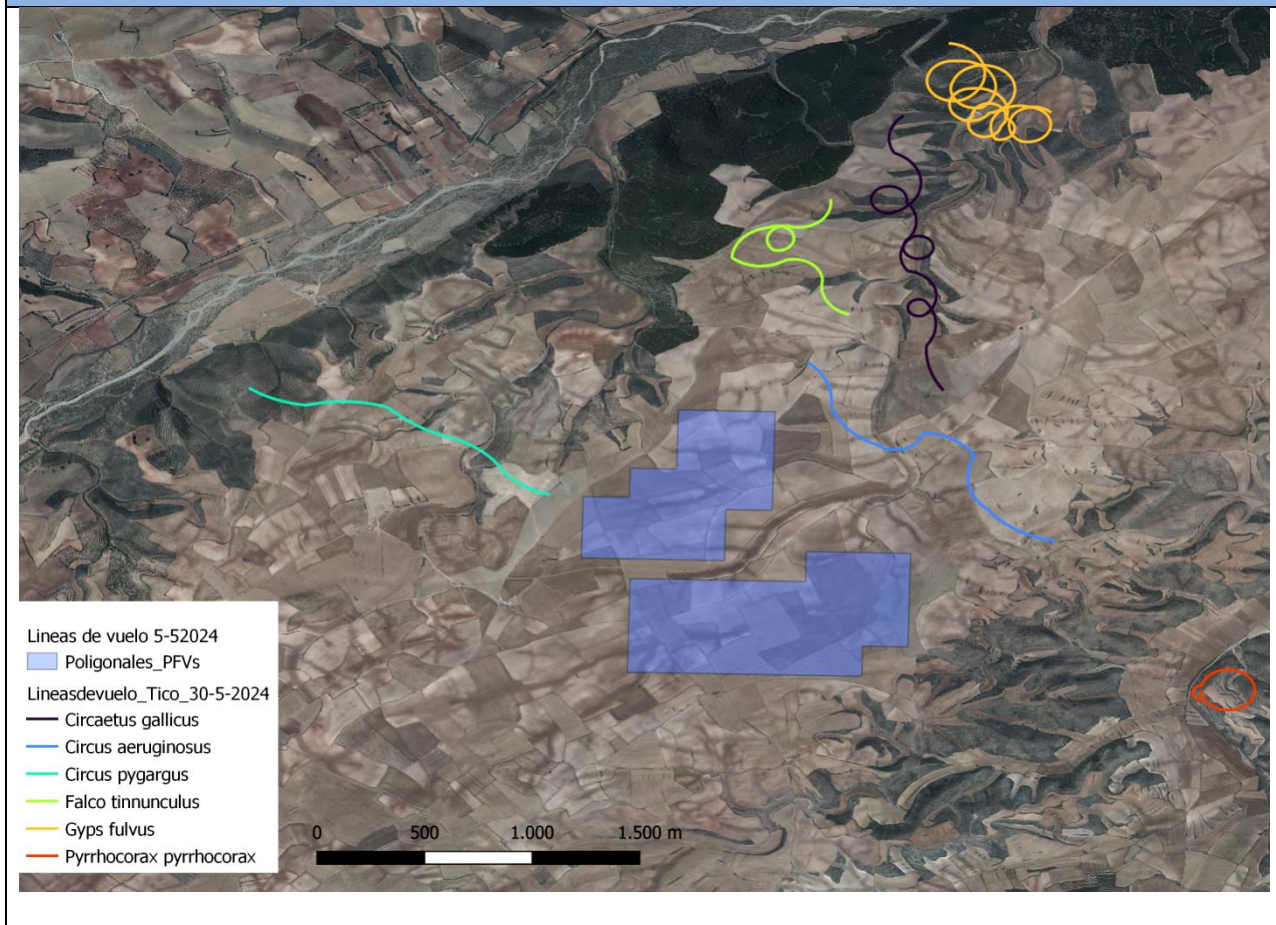 Lineas de vuelo 5-52024
Poligonales_PFVs
Lineasdevuelo_Tico_30-5-2024
Circaetus gallicus
Circus aeruginosus
Circus pygargus
Falco tinnunculus
Gyps fulvus
Pyrrhocorax pyrrhocorax
0 500 1.000 1.500 m